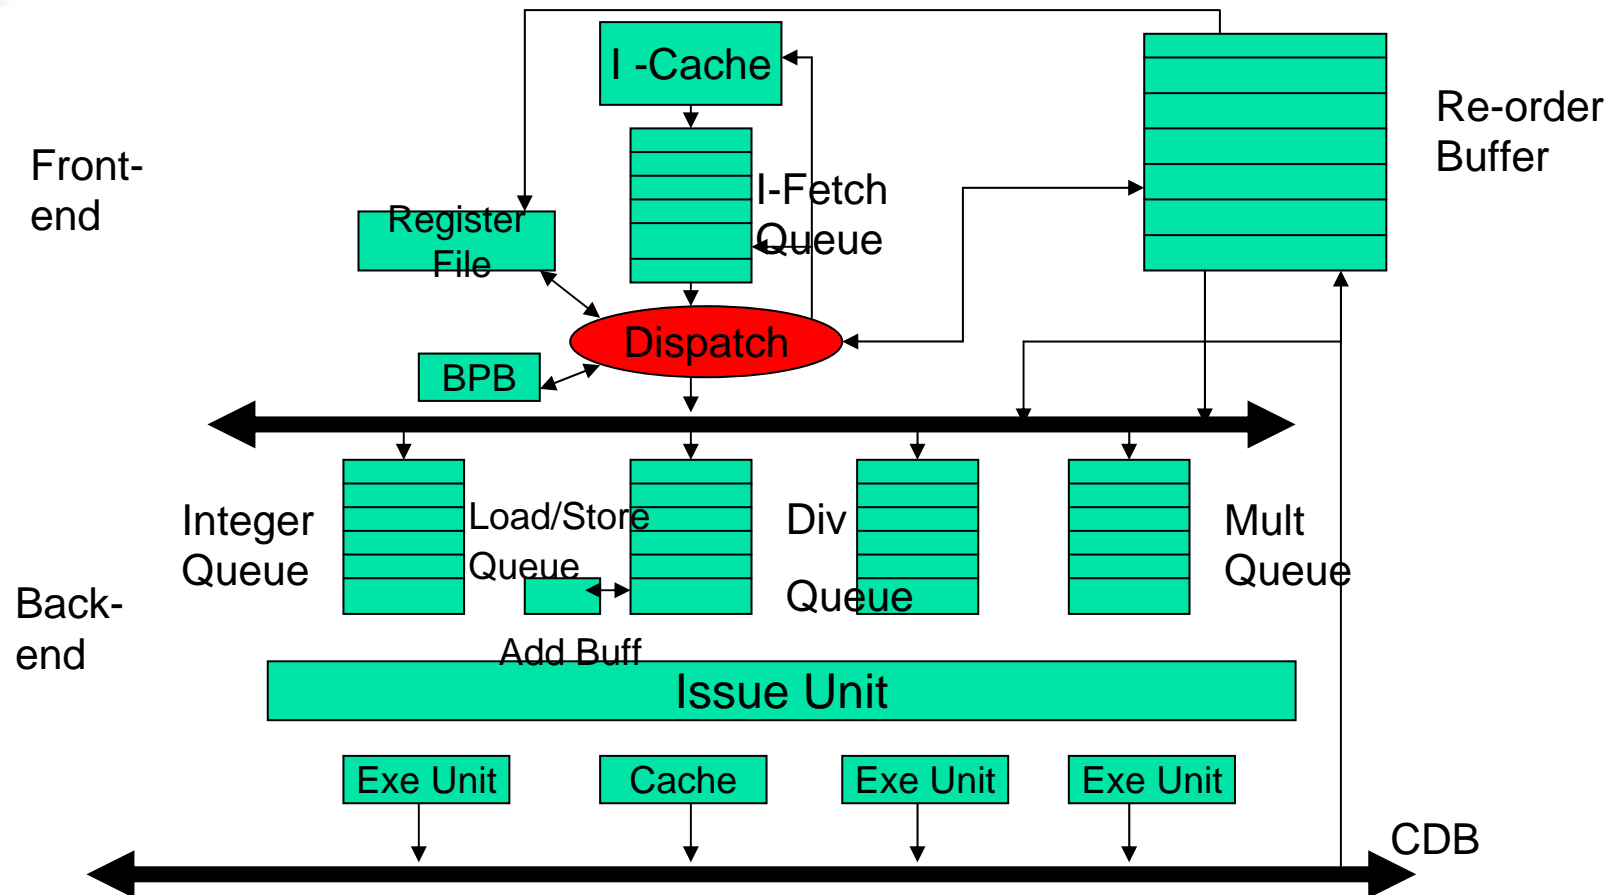 I -Cache
Re-order
Buffer
Front-
end
I-Fetch
Queue
Register
File
Dispatch
BPB
Integer
Queue
Load/Store
Queue
Div
Queue
Mult
Queue
Back-
end
Add Buff
Issue Unit
Exe Unit
Cache
Exe Unit
Exe Unit
CDB